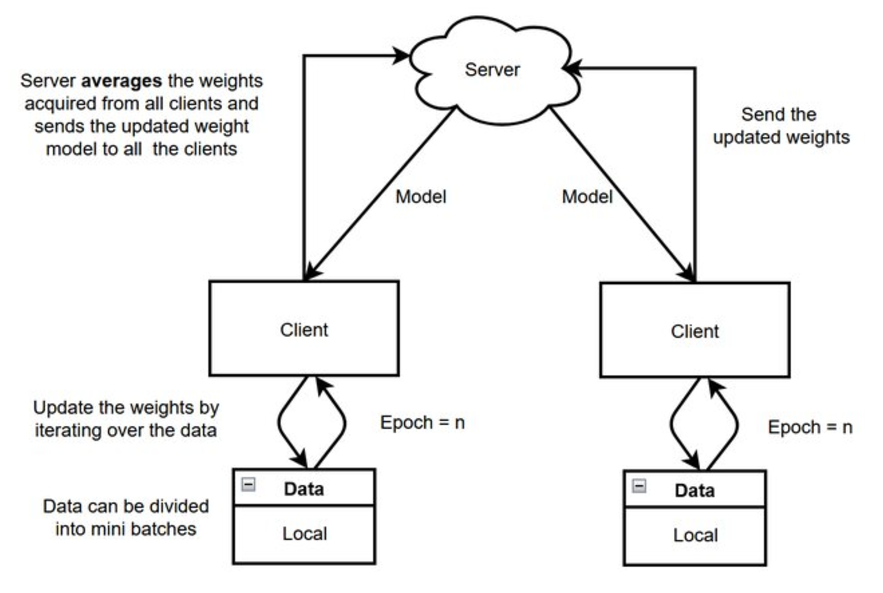 Server
Server averages the weights
acquired from all clients and
sends the updated weight
model to all the clients
Send the
updated weights
Model
Model
Client
Client
Update the weights by
iterating over the data
Epoch = n
Epoch = n
Data can be divided
into mini batches
Data
Local
Data
Local